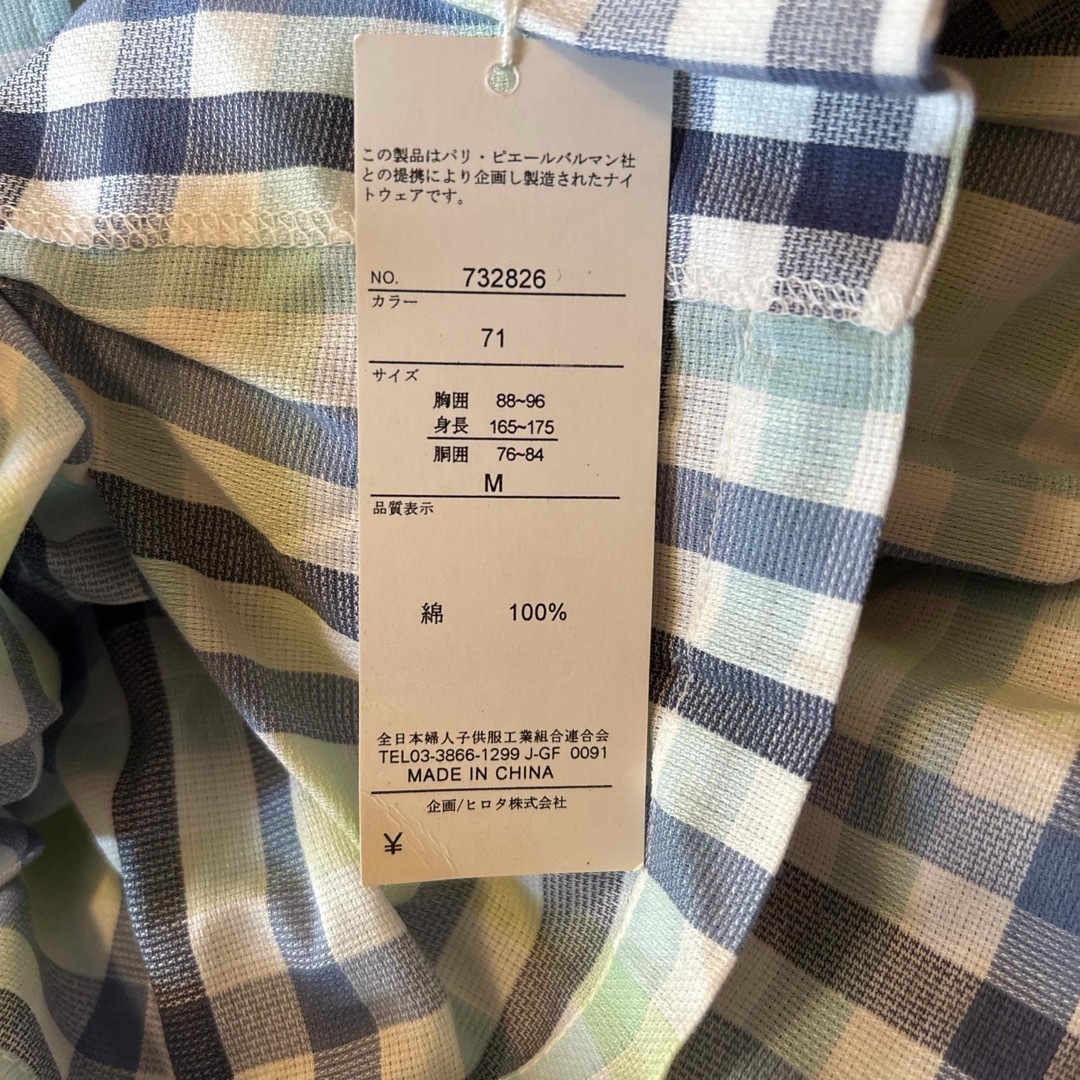 この製品はパリ・ピエールバルマン社
との提携により企画し製造されたナイ
トウェアです。
NO. 732826
カラー
71
サイズ
胸囲 88~96
身長 165~175
胴囲 76~84
M
品質表示
綿 100%
全日本婦人子供服工業組合連合会
TEL03-3866-1299 J-GF 0091
MADE IN CHINA
企画/ヒロタ株式会社
¥